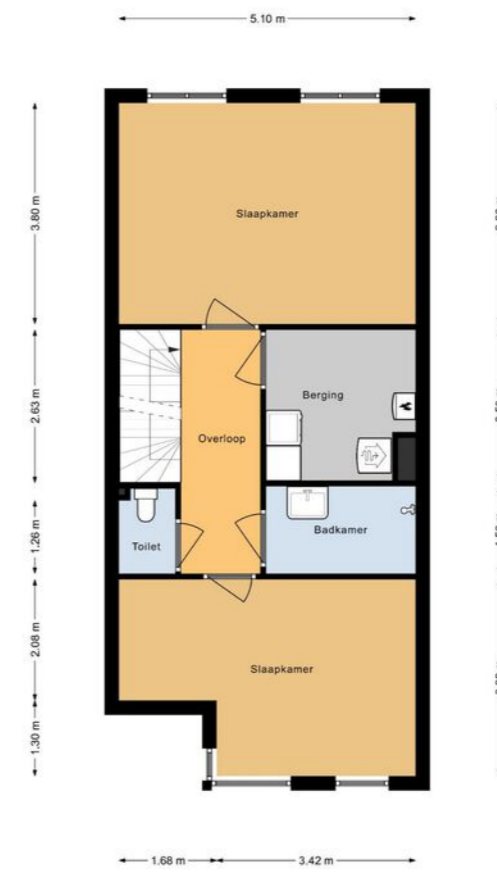 5.10 m
3.80 m
Slaapkamer
2.63 m
Berging
Overloop
1.26 m
Badkamer
Toilet
2.08 m
Slaapkamer
1.30 m
1.68 m
3.42 m